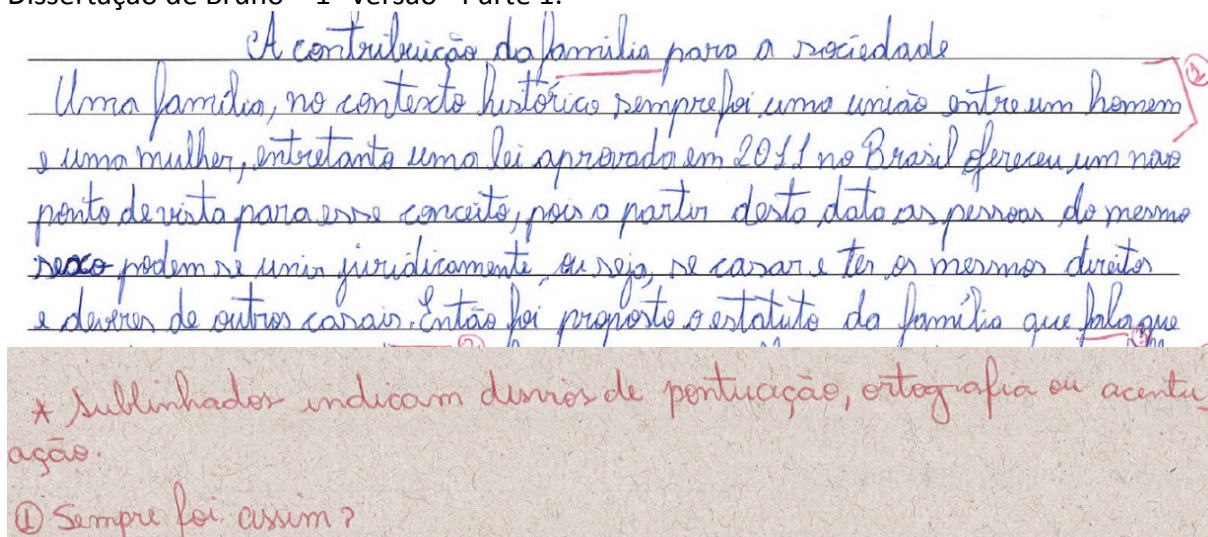 Dissertação de Bruno – 1ª versão - Parte 1:
A contribuição da familia para a sociedade
Uma família, no contexto histórico sempre foi uma união entre um homem
e uma mulher, entretanto uma lei aprovada em 2011 no Brasil ofereceu um novo
ponto de vista para esse conceito, pois a partir desta data as pessoas do mesmo
sexo podem se unir juridicamente, ou seja, se casar e ter os mesmos direitos
e deveres de outros casais. Então foi proposto o estatuto da família que fala que
* Sublinhados indicam desvios de pontuação, ortografia ou acentu_
ação.
① Sempre foi assim?